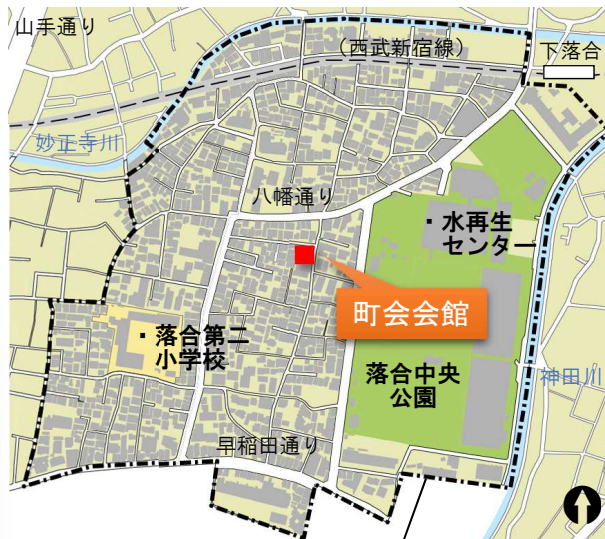 山手通り
（西武新宿線）
下落合
妙正寺川
八幡通り
・水再生
センター
町会会館
・落合第二
小学校
落合中央
公園
神田川
早稲田通り